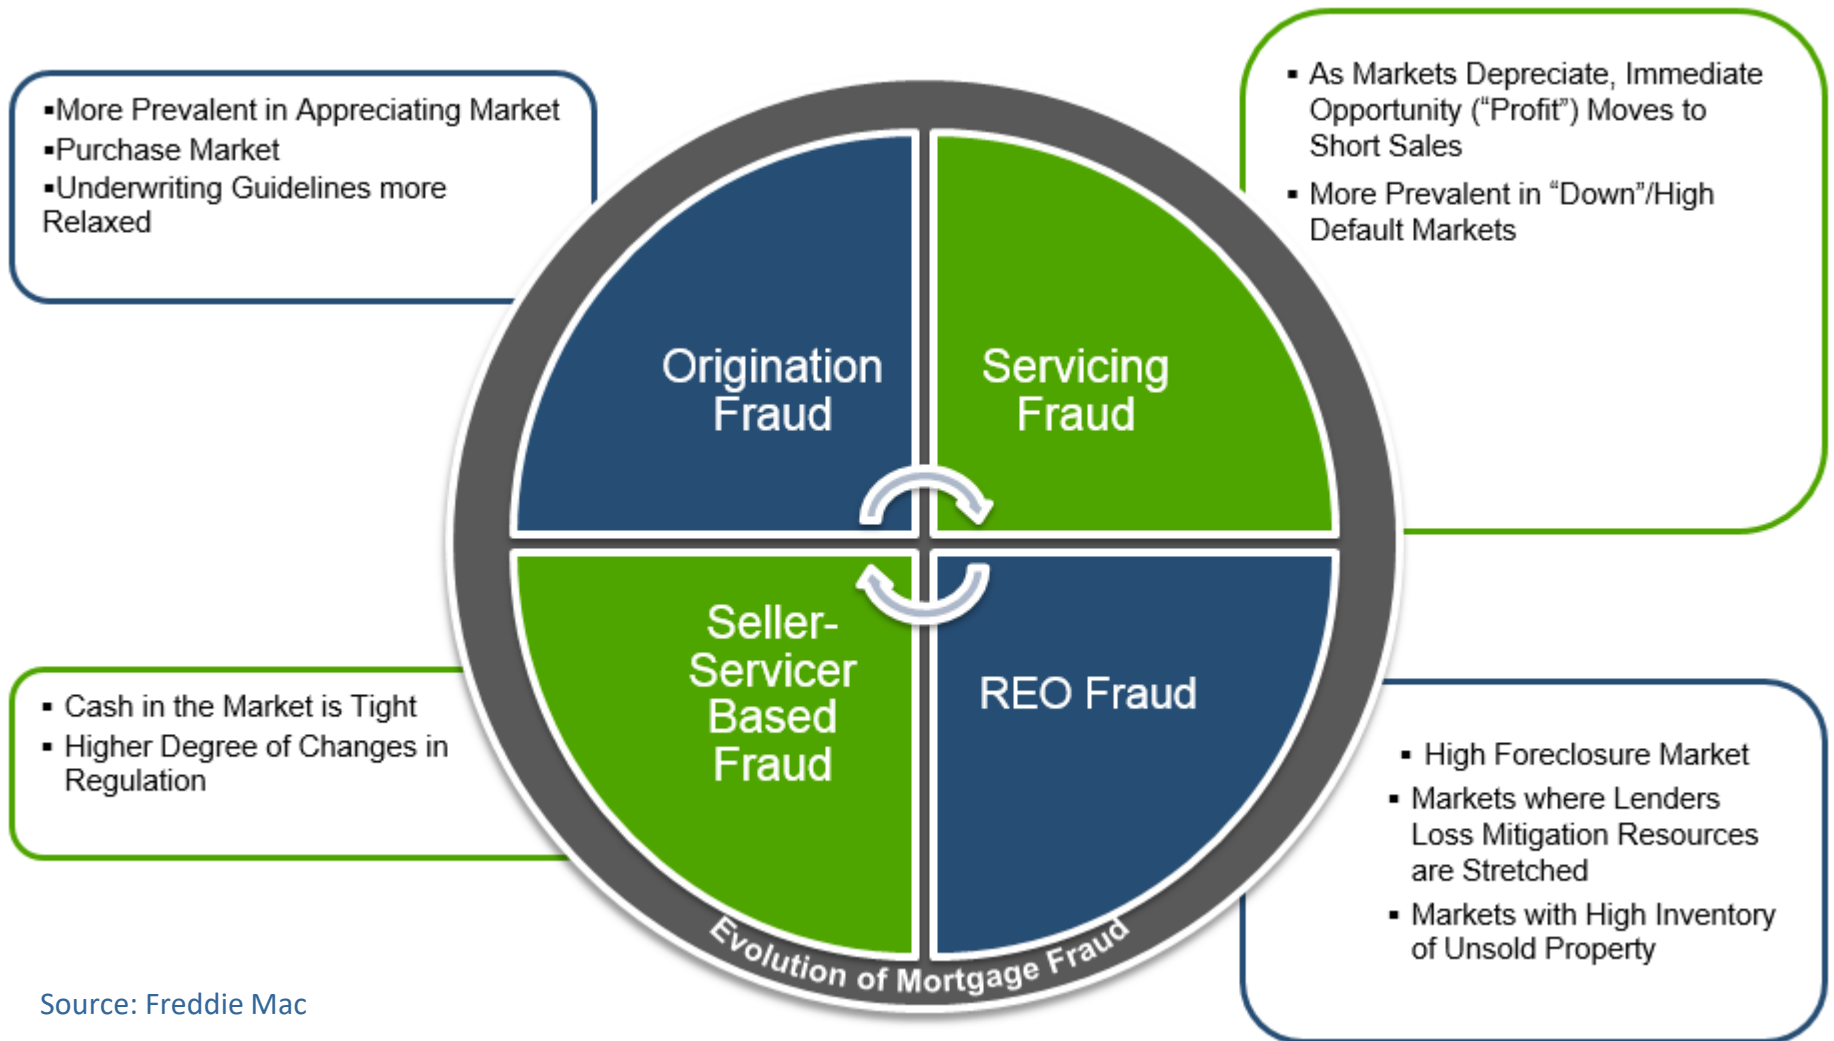 ▪More Prevalent in Appreciating Market
▪Purchase Market
▪Underwriting Guidelines more
Relaxed
▪ As Markets Depreciate, Immediate
Opportunity (“Profit”) Moves to
Short Sales
▪ More Prevalent in “Down”/High
Default Markets
Origination
Fraud
Servicing
Fraud
Seller-
Servicer
Based
Fraud
REO Fraud
▪ Cash in the Market is Tight
▪ Higher Degree of Changes in
Regulation
▪ High Foreclosure Market
▪ Markets where Lenders
Loss Mitigation Resources
are Stretched
▪ Markets with High Inventory
of Unsold Property
Evolution of Mortgage Fraud
Source: Freddie Mac